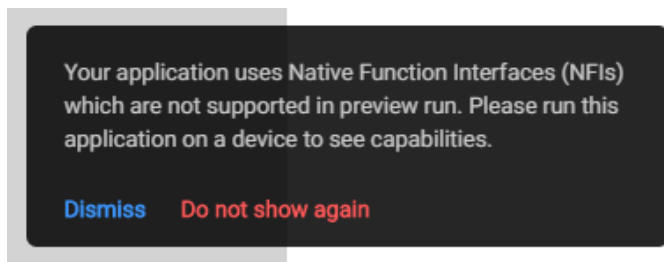 Your application uses Native Function Interfaces (NFIs)
which are not supported in preview run. Please run this
application on a device to see capabilities.
Dismiss Do not show again